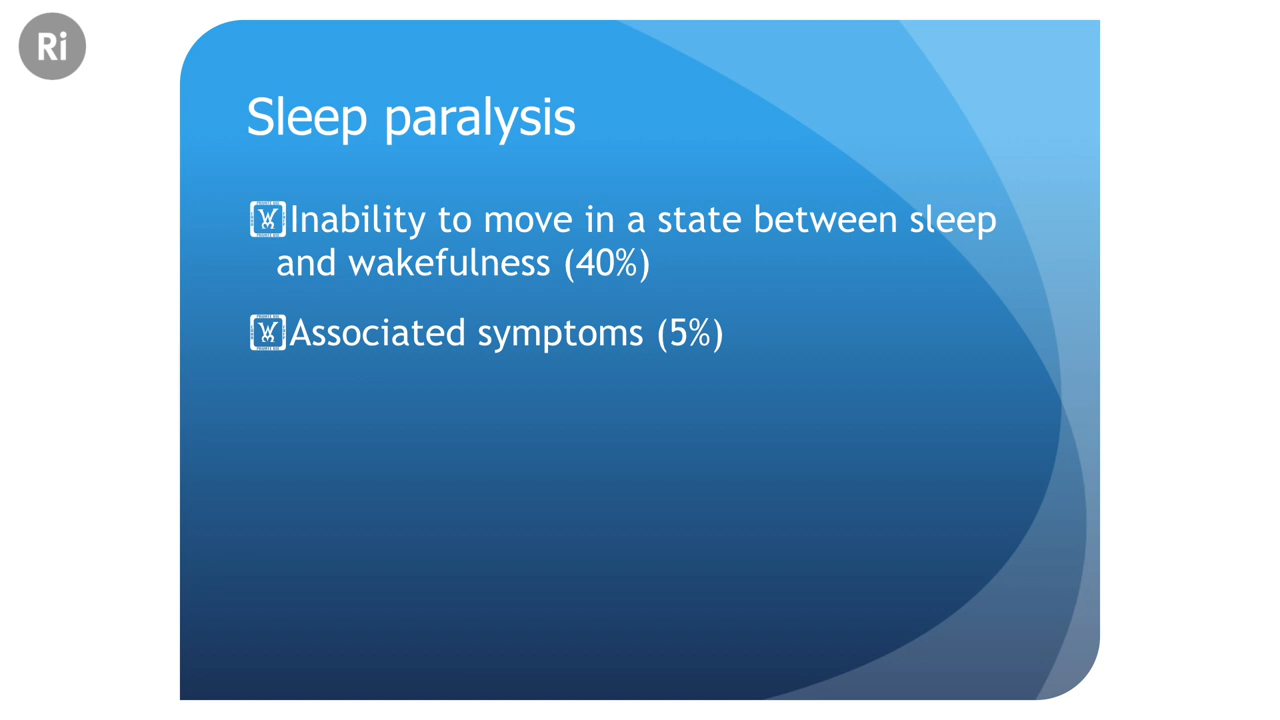 Ri
Sleep paralysis
Inability to move in a state between sleep
and wakefulness (40%)
Associated symptoms (5%)